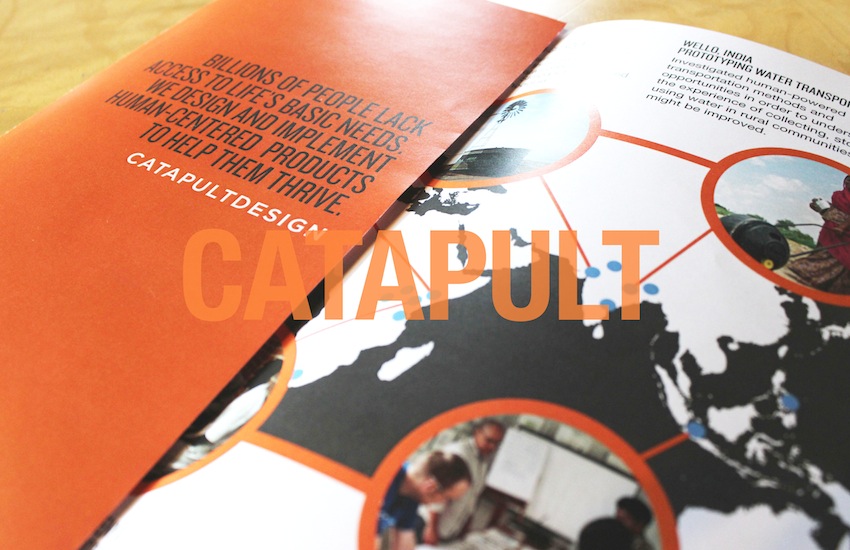 BILLIONS OF PEOPLE LACK
ACCESS TO LIFE'S BASIC NEEDS.
WE DESIGN AND IMPLEMENT
HUMAN-CENTERED PRODUCTS
TO HELP THEM THRIVE.
CATAPULTDESIGN
CATAPULT
WELLO, INDIA
PROTOTYPING WATER TRANSPO
Investigated human-powered
transportation methods and
opportunities in order to unders
the experience of collecting, sto
using water in rural communities
might be improved.